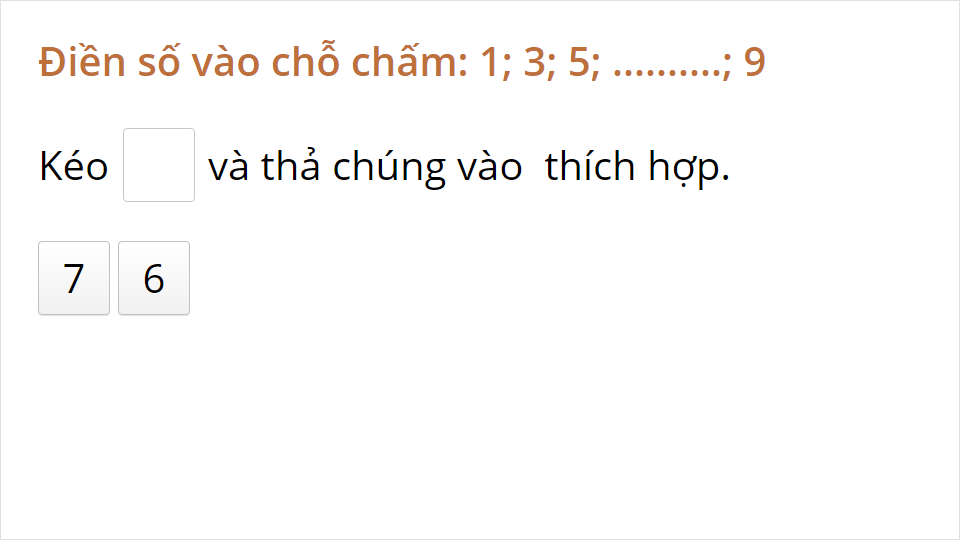 Điền số vào chỗ chấm: 1; 3; 5; ..........; 9
Kéo và thả chúng vào thích hợp.
7 6